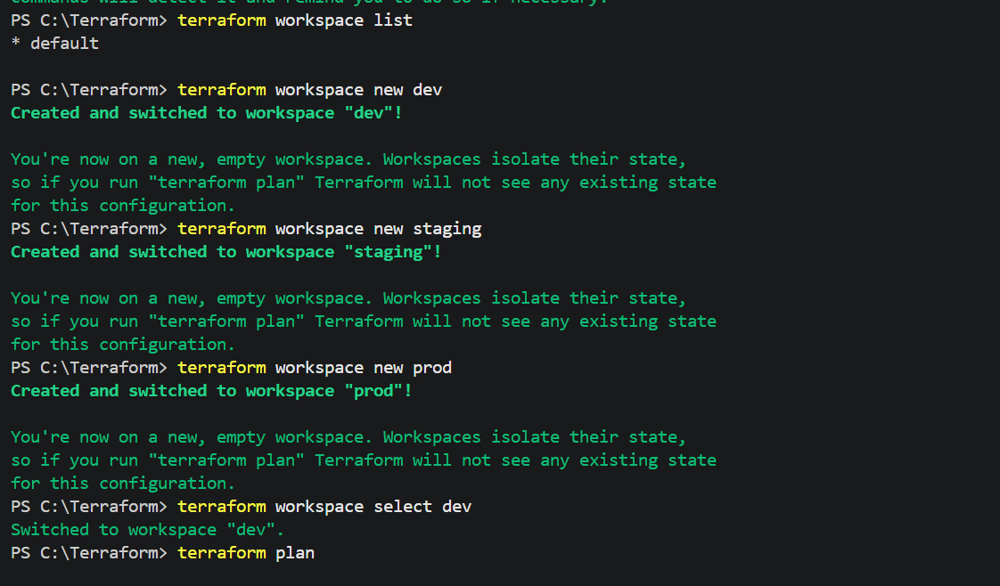 commands will detect it and remind you to do so if necessary.
PS C:\Terraform> terraform workspace list
* default
PS C:\Terraform> terraform workspace new dev
Created and switched to workspace "dev"!
You're now on a new, empty workspace. Workspaces isolate their state,
so if you run "terraform plan" Terraform will not see any existing state
for this configuration.
PS C:\Terraform> terraform workspace new staging
Created and switched to workspace "staging"!
You're now on a new, empty workspace. Workspaces isolate their state,
so if you run "terraform plan" Terraform will not see any existing state
for this configuration.
PS C:\Terraform> terraform workspace new prod
Created and switched to workspace "prod"!
You're now on a new, empty workspace. Workspaces isolate their state,
so if you run "terraform plan" Terraform will not see any existing state
for this configuration.
PS C:\Terraform> terraform workspace select dev
Switched to workspace "dev".
PS C:\Terraform> terraform plan